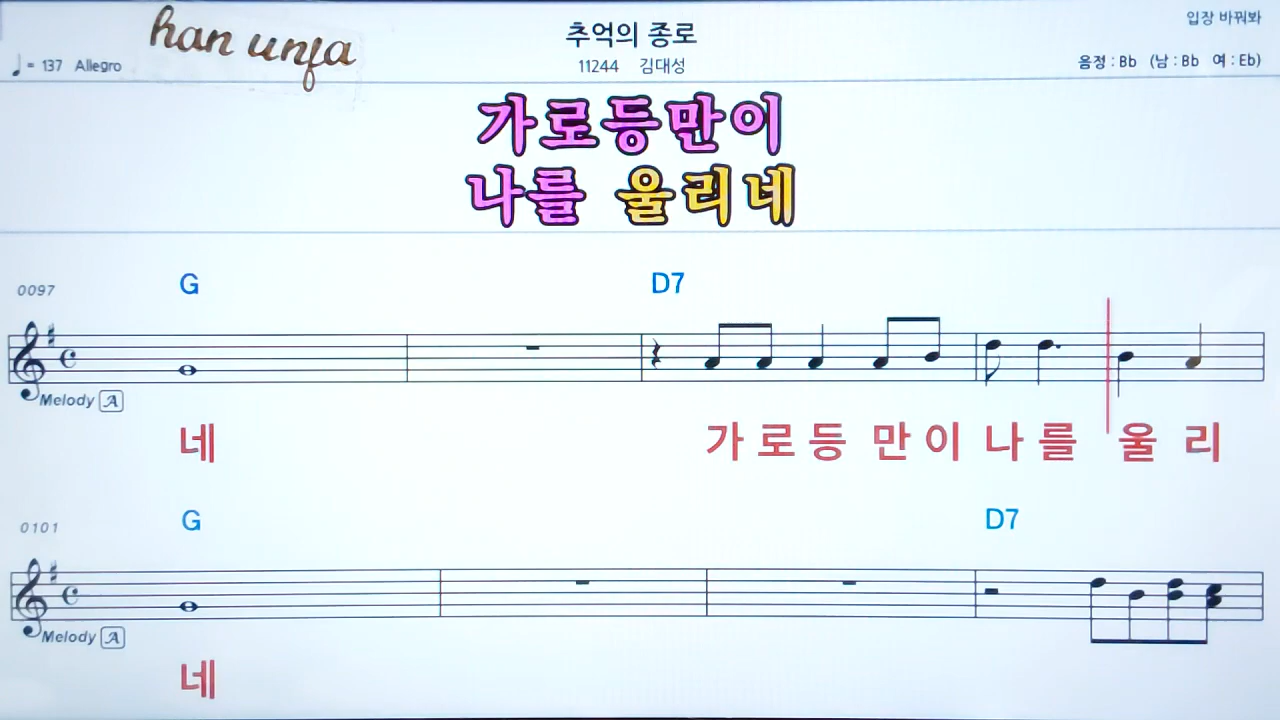 han unja
추억의 종로
입장 바꿔봐
♩= 137 Allegro
11244 김대성
음정 : Bb (남 : Bb 여 : Eb)
가로등만이
나를 울리네
0097
G D7
Melody A
네 가 로 등 만 이 나 를 울 리
0101
G D7
Melody A
네